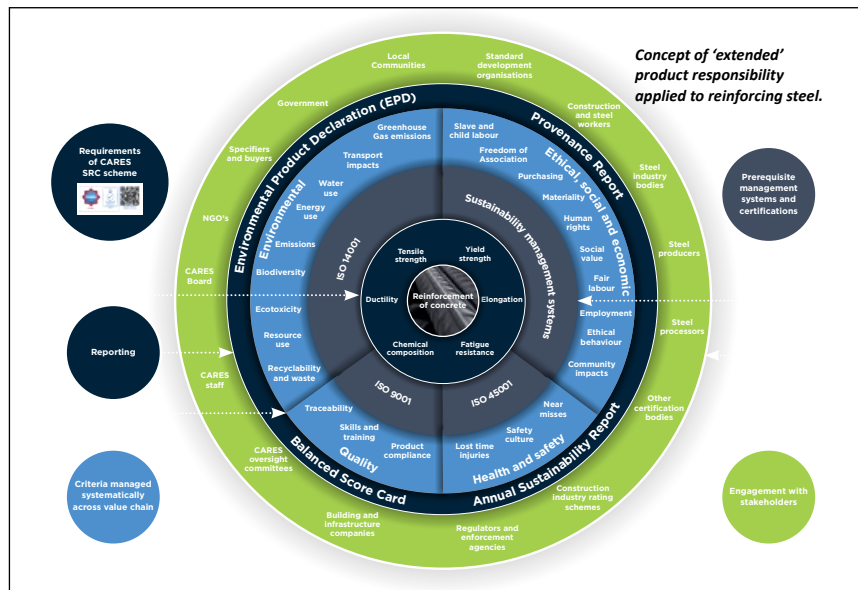 Concept of ‘extended’
product responsibility
applied to reinforcing steel.
Requirements
of CARES
SRC scheme
Reporting
Criteria managed
systematically
across value chain
Prerequisite
management
systems and
certifications
Engagement with
stakeholders
Local
Communities
Standard
development
organisations
Construction
and steel
workers
Steel
industry
bodies
Steel
producers
Steel
processors
Other
certification
bodies
Construction
industry rating
schemes
Regulators and
enforcement
agencies
Building and
infrastructure
companies
CARES
oversight
committees
CARES
staff
CARES
Board
NGO’s
Specifiers
and buyers
Government
Environmental Product Declaration (EPD)
Provenance Report
Annual Sustainability Report
Balanced Score Card
Environmental
Greenhouse
Gas emissions
Transport
impacts
Water
use
Energy
use
Emissions
Biodiversity
Ecotoxicity
Resource
use
Recyclability
and waste
Ethical, social and economic
Slave and
child labour
Freedom of
Association
Purchasing
Materiality
Human
rights
Social
value
Fair
labour
Employment
Ethical
behaviour
Community
impacts
Quality
Traceability
Skills and
training
Product
compliance
Health and safety
Lost time
injuries
Safety
culture
Near
misses
ISO 14001
Sustainability management systems
ISO 9001
ISO 45001
Tensile
strength
Yield
strength
Ductility
Elongation
Chemical
composition
Fatigue
resistance
Reinforcement
of concrete